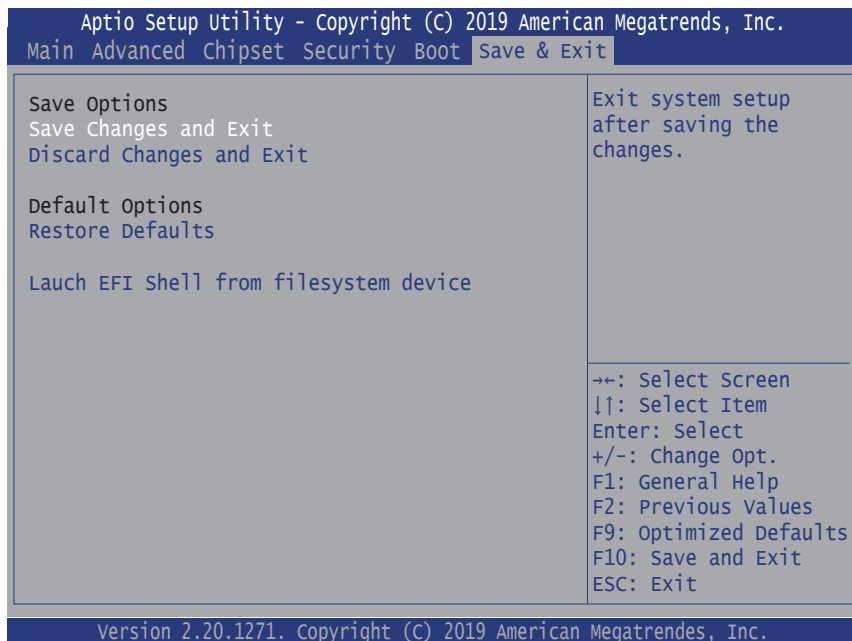 Aptio Setup Utility - Copyright (C) 2019 American Megatrends, Inc.
Main Advanced Chipset Security Boot Save & Exit
Save Options
Save Changes and Exit
Discard Changes and Exit
Default Options
Restore Defaults
Lauch EFI Shell from filesystem device
Exit system setup
after saving the
changes.
→←: Select Screen
↓↑: Select Item
Enter: Select
+/-: Change Opt.
F1: General Help
F2: Previous Values
F9: Optimized Defaults
F10: Save and Exit
ESC: Exit
Version 2.20.1271. Copyright (C) 2019 American Megatrendes, Inc.